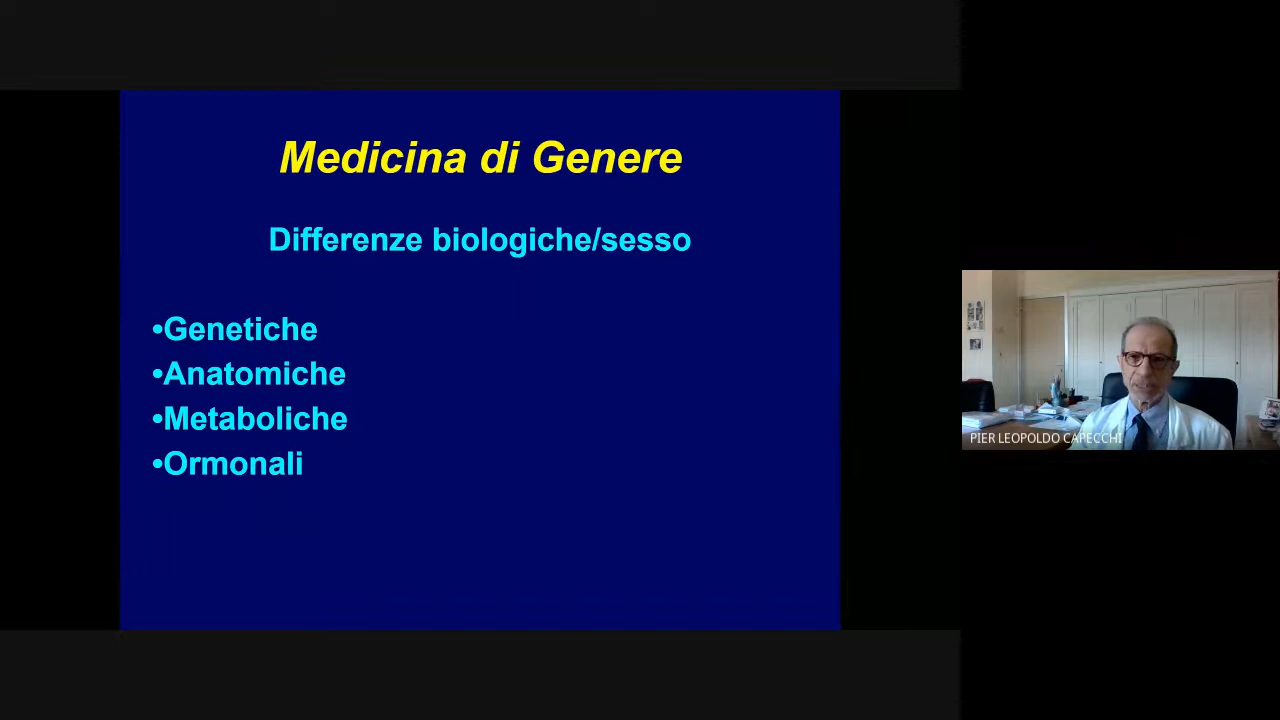 Medicina di Genere
Differenze biologiche/sesso
•Genetiche
•Anatomiche
•Metaboliche
•Ormonali
PIER LEOPOLDO CAPECCHI